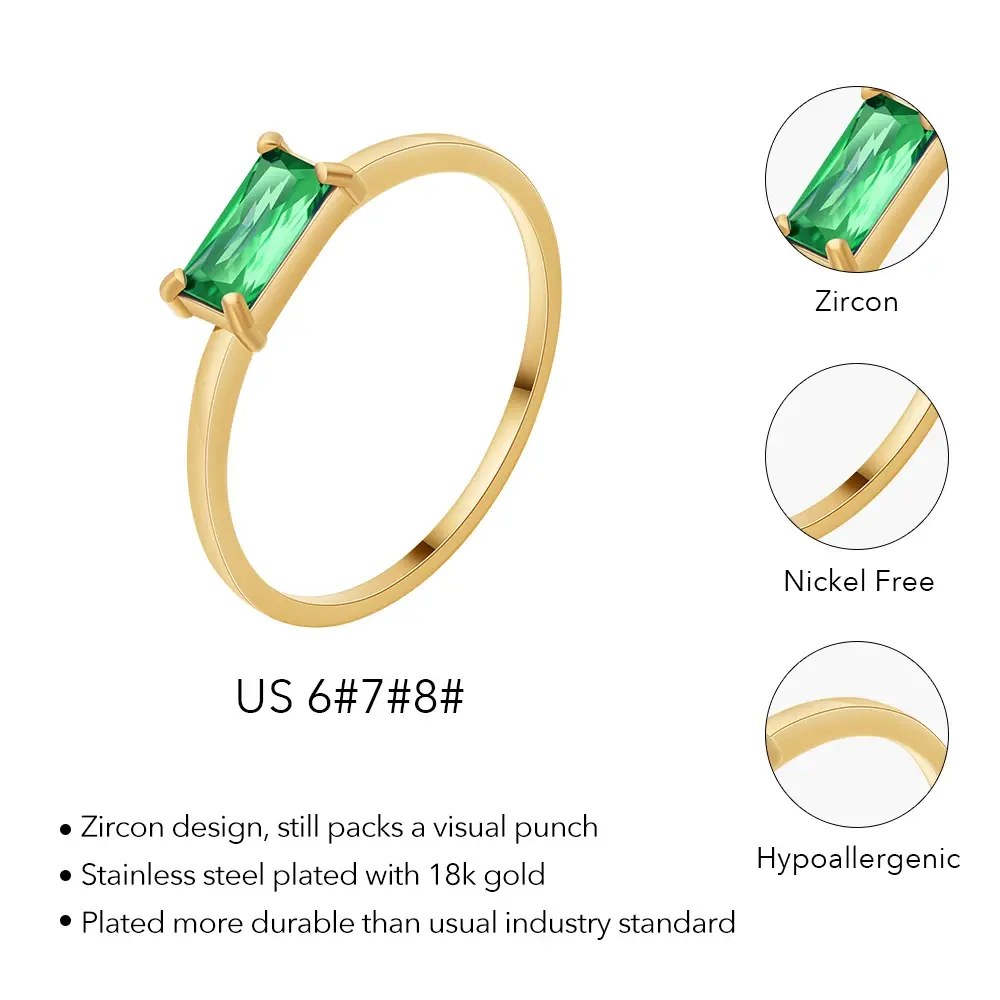 Zircon
Nickel Free
US 6#7#8#
Hypoallergenic
• Zircon design, still packs a visual punch
• Stainless steel plated with 18k gold
• Plated more durable than usual industry standard